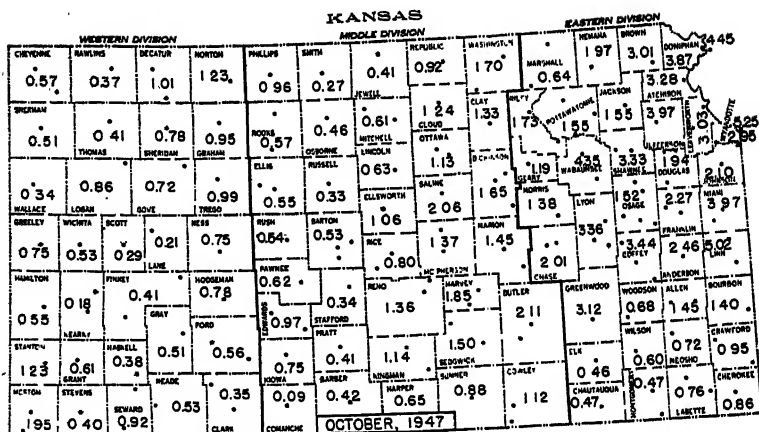 KANSAS
WESTERN DIVISION MIDDLE DIVISION EASTERN DIVISION
CHEYENNE RAWLINS DECATUR NORTON PHILLIPS SMITH JEWELL REPUBLIC WASHINGTON MARSHALL NEMAHA BROWN DONIPHAN
0.57 0.37 1.01 1.23 0.96 0.27 0.41 0.92 1.70 0.64 1.97 3.01 3.87 4.45
SHERMAN THOMAS SHERIDAN GRAHAM ROOKS OSBORNE MITCHELL CLOUD CLAY RILEY POTTAWATOMIE JACKSON ATCHISON
0.51 0.41 0.78 0.95 0.57 0.46 0.61 1.24 1.33 1.73 1.55 1.55 3.28
LINCOLN OTTAWA JEFFERSON LEAVENWORTH WYANDOTTE
0.63 1.13 3.97 3.03
WALLACE LOGAN GOVE TREGO ELLIS RUSSELL ELLSWORTH SALINE DICKINSON GEARY WABAUNSEE SHAWNEE DOUGLAS JOHNSON
0.34 0.86 0.72 0.99 0.55 0.33 1.06 2.06 1.65 1.19 4.35 3.33 1.94 2.10
GREELEY WICHITA SCOTT LANE NESS RUSH BARTON RICE MCPHERSON MARION MORRIS LYON OSAGE FRANKLIN MIAMI
0.75 0.53 0.29 0.21 0.75 0.54 0.53 0.80 1.37 1.45 1.38 3.36 1.52 2.27 3.97
HAMILTON KEARNY FINNEY HODGEMAN PAWNEE STAFFORD RENO HARVEY CHASE COFFEY ANDERSON LINN
0.55 0.18 0.41 0.78 0.62 0.34 1.36 1.85 2.01 3.44 2.46 5.02
GRAY FORD EDWARDS BUTLER GREENWOOD WOODSON ALLEN BOURBON
0.51 0.56 0.97 2.11 3.12 0.68 1.45 1.40
STANTON GRANT HASKELL KIOWA PRATT KINGMAN SEDGWICK ELK WILSON NEOSHO CRAWFORD
1.23 0.61 0.38 0.75 0.41 1.14 1.50 0.46 0.60 0.72 0.95
MORTON STEVENS SEWARD MEADE CLARK COMANCHE BARBER HARPER SUMNER COWLEY CHAUTAUQUA MONTGOMERY LABETTE CHEROKEE
1.95 0.40 0.92 0.53 0.35 0.09 0.42 0.65 0.88 1.12 0.47 0.47 0.76 0.86
OCTOBER, 1947